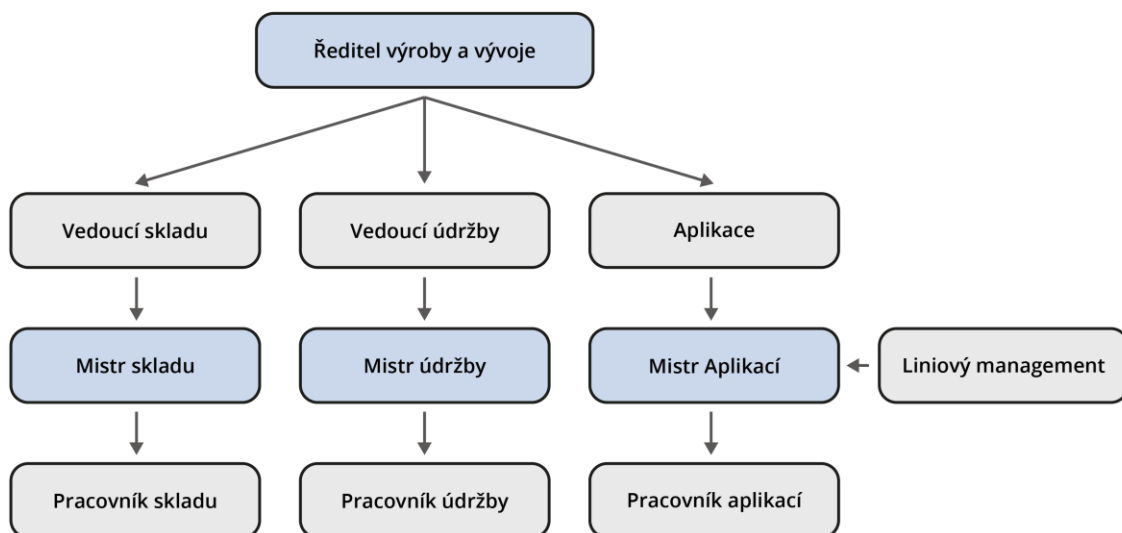 Ředitel výroby a vývoje
Vedoucí skladu
Vedoucí údržby
Aplikace
Mistr skladu
Mistr údržby
Mistr Aplikací
Liniový management
Pracovník skladu
Pracovník údržby
Pracovník aplikací